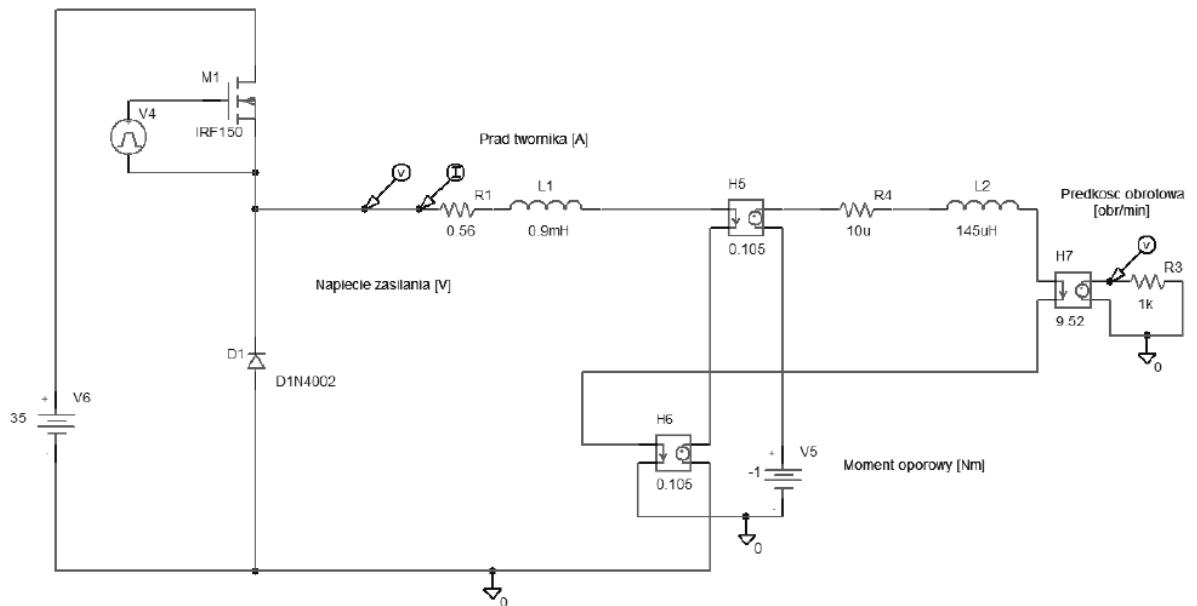 M1
V4
IRF150
Prad twornika [A]
V
I
R1
0.56
L1
0.9mH
H5
0.105
R4
10u
L2
145uH
Predkosc obrotowa
[obr/min]
V
H7
9.52
R3
1k
0
Napiecie zasilania [V]
D1
D1N4002
+
V6
35
-
H6
0.105
+
V5
-1
-
Moment oporowy [Nm]
0
0